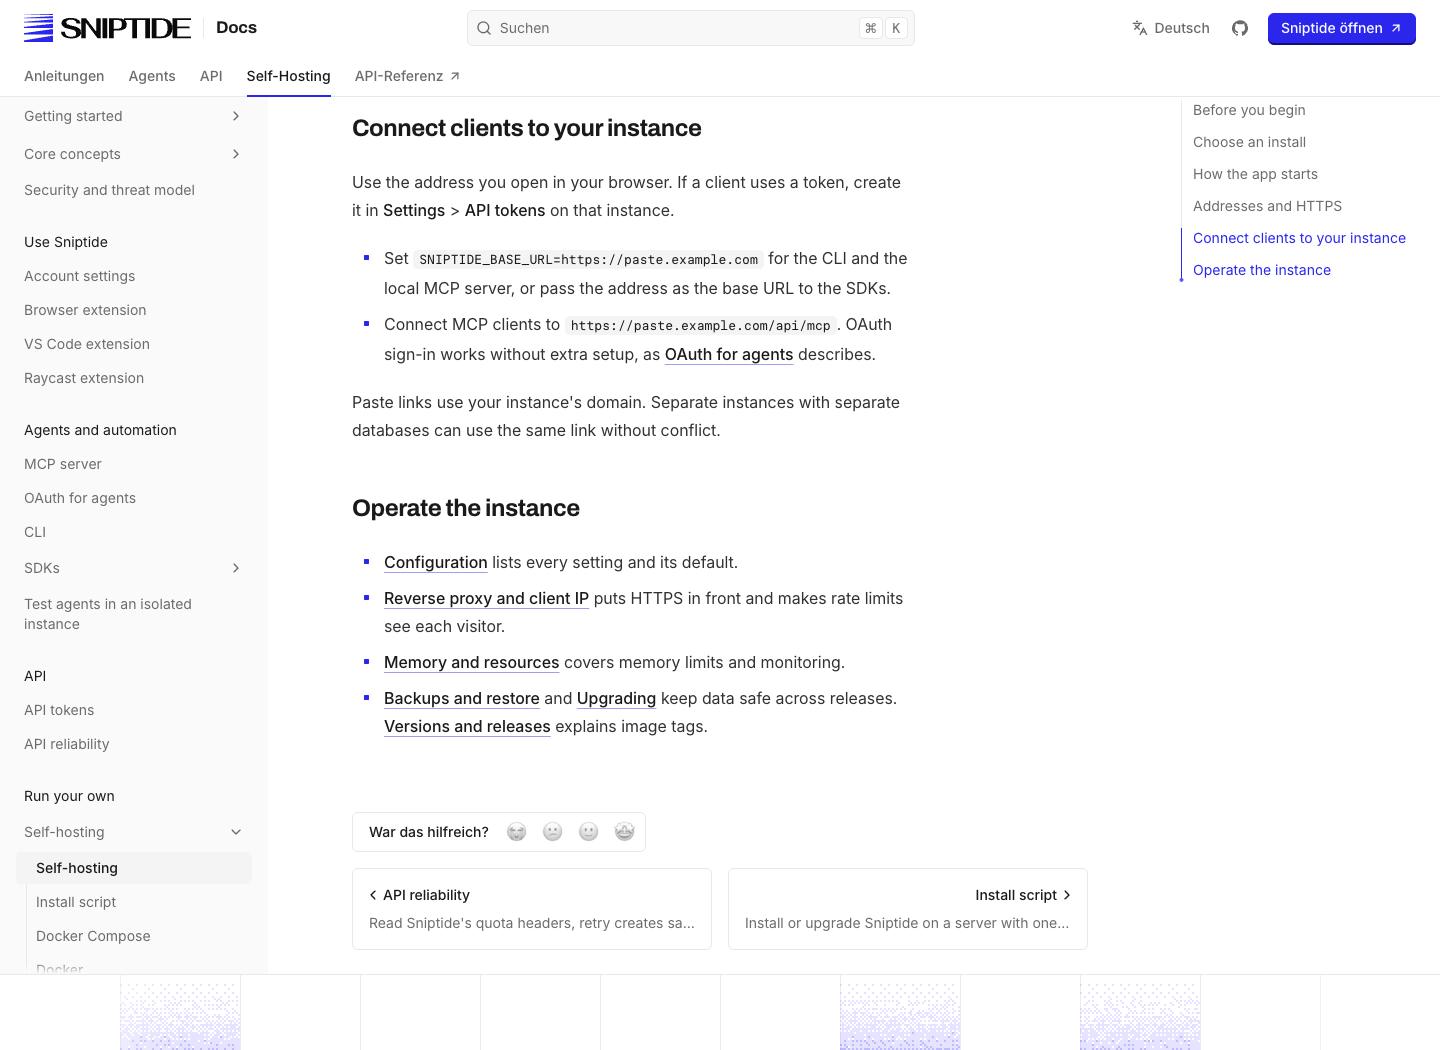 SNIPTIDE Docs
Suchen
⌘ K
Deutsch
Sniptide öffnen
Anleitungen
Agents
API
Self-Hosting
API-Referenz
Getting started
Core concepts
Security and threat model
Use Sniptide
Account settings
Browser extension
VS Code extension
Raycast extension
Agents and automation
MCP server
OAuth for agents
CLI
SDKs
Test agents in an isolated
instance
API
API tokens
API reliability
Run your own
Self-hosting
Self-hosting
Install script
Docker Compose
Docker
Connect clients to your instance
Use the address you open in your browser. If a client uses a token, create
it in Settings > API tokens on that instance.
Set SNIPTIDE_BASE_URL=https://paste.example.com for the CLI and the
local MCP server, or pass the address as the base URL to the SDKs.
Connect MCP clients to https://paste.example.com/api/mcp. OAuth
sign-in works without extra setup, as OAuth for agents describes.
Paste links use your instance's domain. Separate instances with separate
databases can use the same link without conflict.
Operate the instance
Configuration lists every setting and its default.
Reverse proxy and client IP puts HTTPS in front and makes rate limits
see each visitor.
Memory and resources covers memory limits and monitoring.
Backups and restore and Upgrading keep data safe across releases.
Versions and releases explains image tags.
War das hilfreich?
API reliability
Read Sniptide's quota headers, retry creates sa...
Install script
Install or upgrade Sniptide on a server with one...
Before you begin
Choose an install
How the app starts
Addresses and HTTPS
Connect clients to your instance
Operate the instance